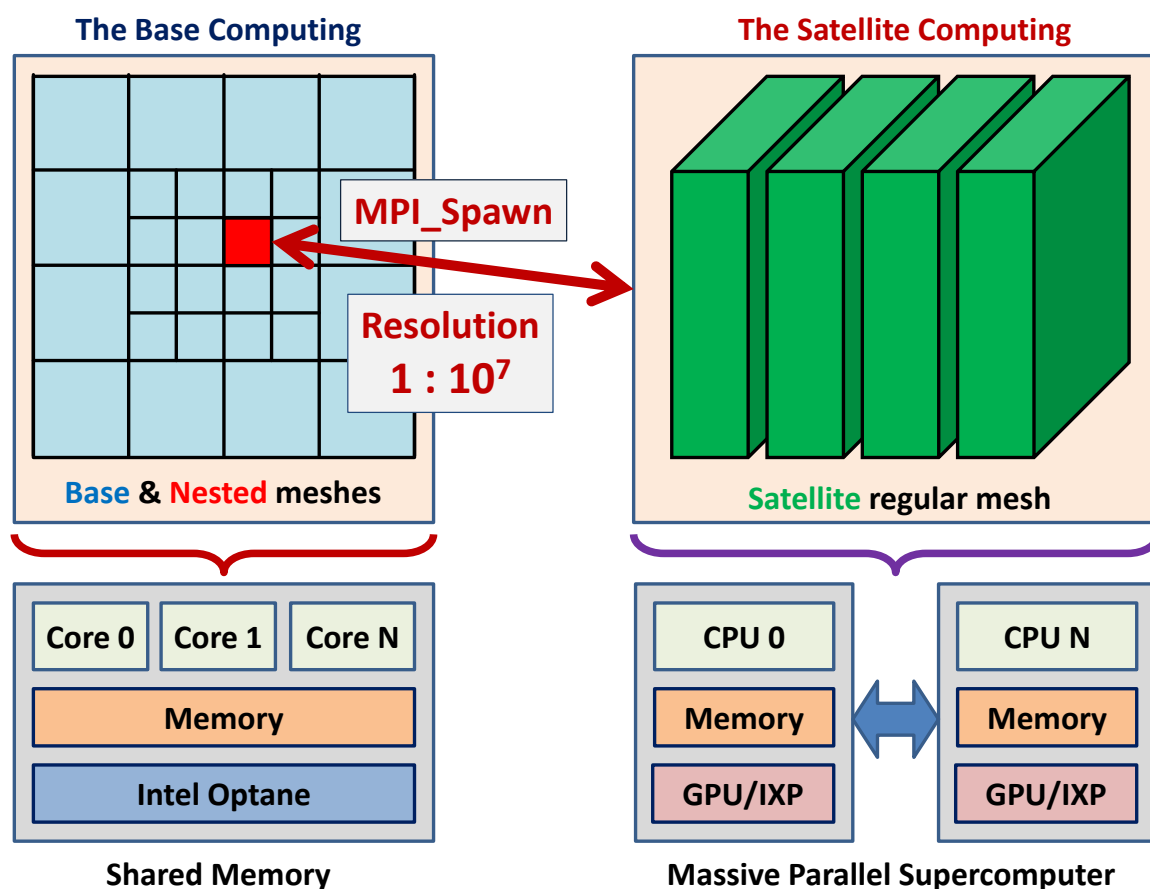 The Base Computing
The Satellite Computing
MPI_Spawn
Resolution
1 : 10⁷
Base & Nested meshes
Satellite regular mesh
Core 0
Core 1
Core N
Memory
Intel Optane
CPU 0
Memory
GPU/IXP
CPU N
Memory
GPU/IXP
Shared Memory
Massive Parallel Supercomputer